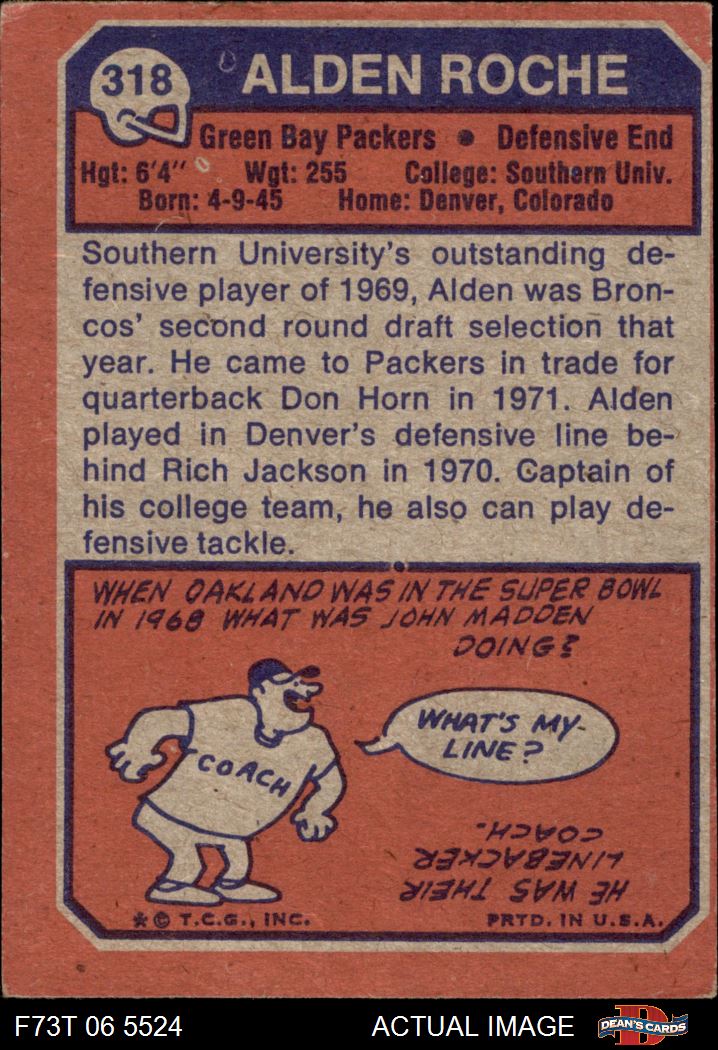 318
ALDEN ROCHE
Green Bay Packers • Defensive End
Hgt: 6'4" Wgt: 255 College: Southern Univ.
Born: 4-9-45 Home: Denver, Colorado
Southern University's outstanding de-
fensive player of 1969, Alden was Bron-
cos' second round draft selection that
year. He came to Packers in trade for
quarterback Don Horn in 1971. Alden
played in Denver's defensive line be-
hind Rich Jackson in 1970. Captain of
his college team, he also can play de-
fensive tackle.
WHEN OAKLAND WAS IN THE SUPER BOWL
IN 1968 WHAT WAS JOHN MADDEN
DOING?
COACH
WHAT'S MY
LINE?
HE WAS THEIR
LINEBACKER
COACH.
* © T.C.G., INC. PRTD. IN U.S.A.
F73T 06 5524 ACTUAL IMAGE
D
DEAN'S CARDS